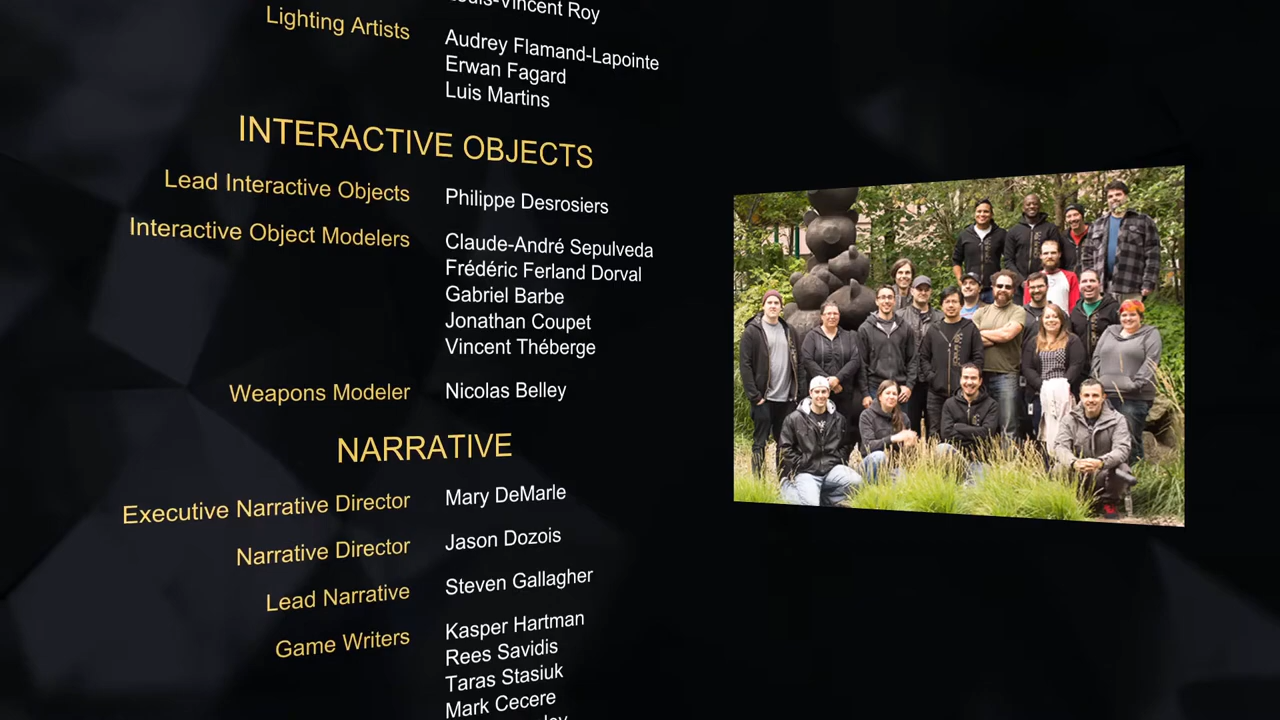 Louis-Vincent Roy
Lighting Artists
Audrey Flamand-Lapointe
Erwan Fagard
Luis Martins
INTERACTIVE OBJECTS
Lead Interactive Objects
Philippe Desrosiers
Interactive Object Modelers
Claude-André Sepulveda
Frédéric Ferland Dorval
Gabriel Barbe
Jonathan Coupet
Vincent Théberge
Weapons Modeler
Nicolas Belley
NARRATIVE
Executive Narrative Director
Mary DeMarle
Narrative Director
Jason Dozois
Lead Narrative
Steven Gallagher
Game Writers
Kasper Hartman
Rees Savidis
Taras Stasiuk
Mark Cecere